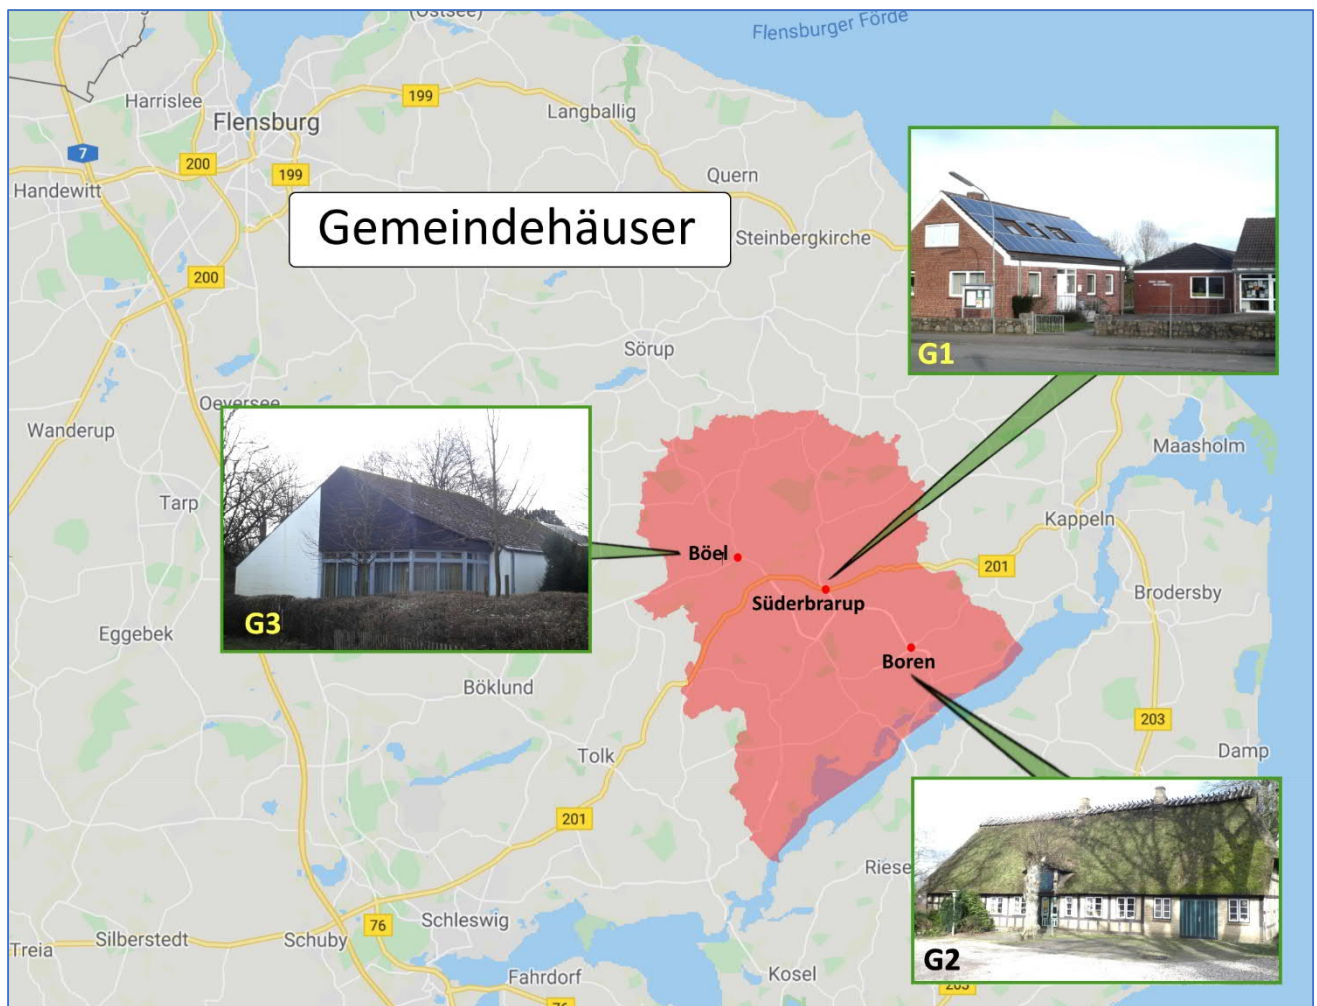 (Ostsee)
Flensburger Förde
Harrislee
199
Langballig
Flensburg
7
200
199
Quern
Handewitt
Gemeindehäuser
Steinbergkirche
200
G1
Sörup
Oeversee
Wanderup
Maasholm
Tarp
Kappeln
Böel
201
Süderbrarup
Brodersby
G3
Eggebek
Boren
Böklund
203
Tolk
Damp
201
Riese
76
Schleswig
Treia
Silberstedt
Schuby
G2
Fahrdorf
Kosel
203
76